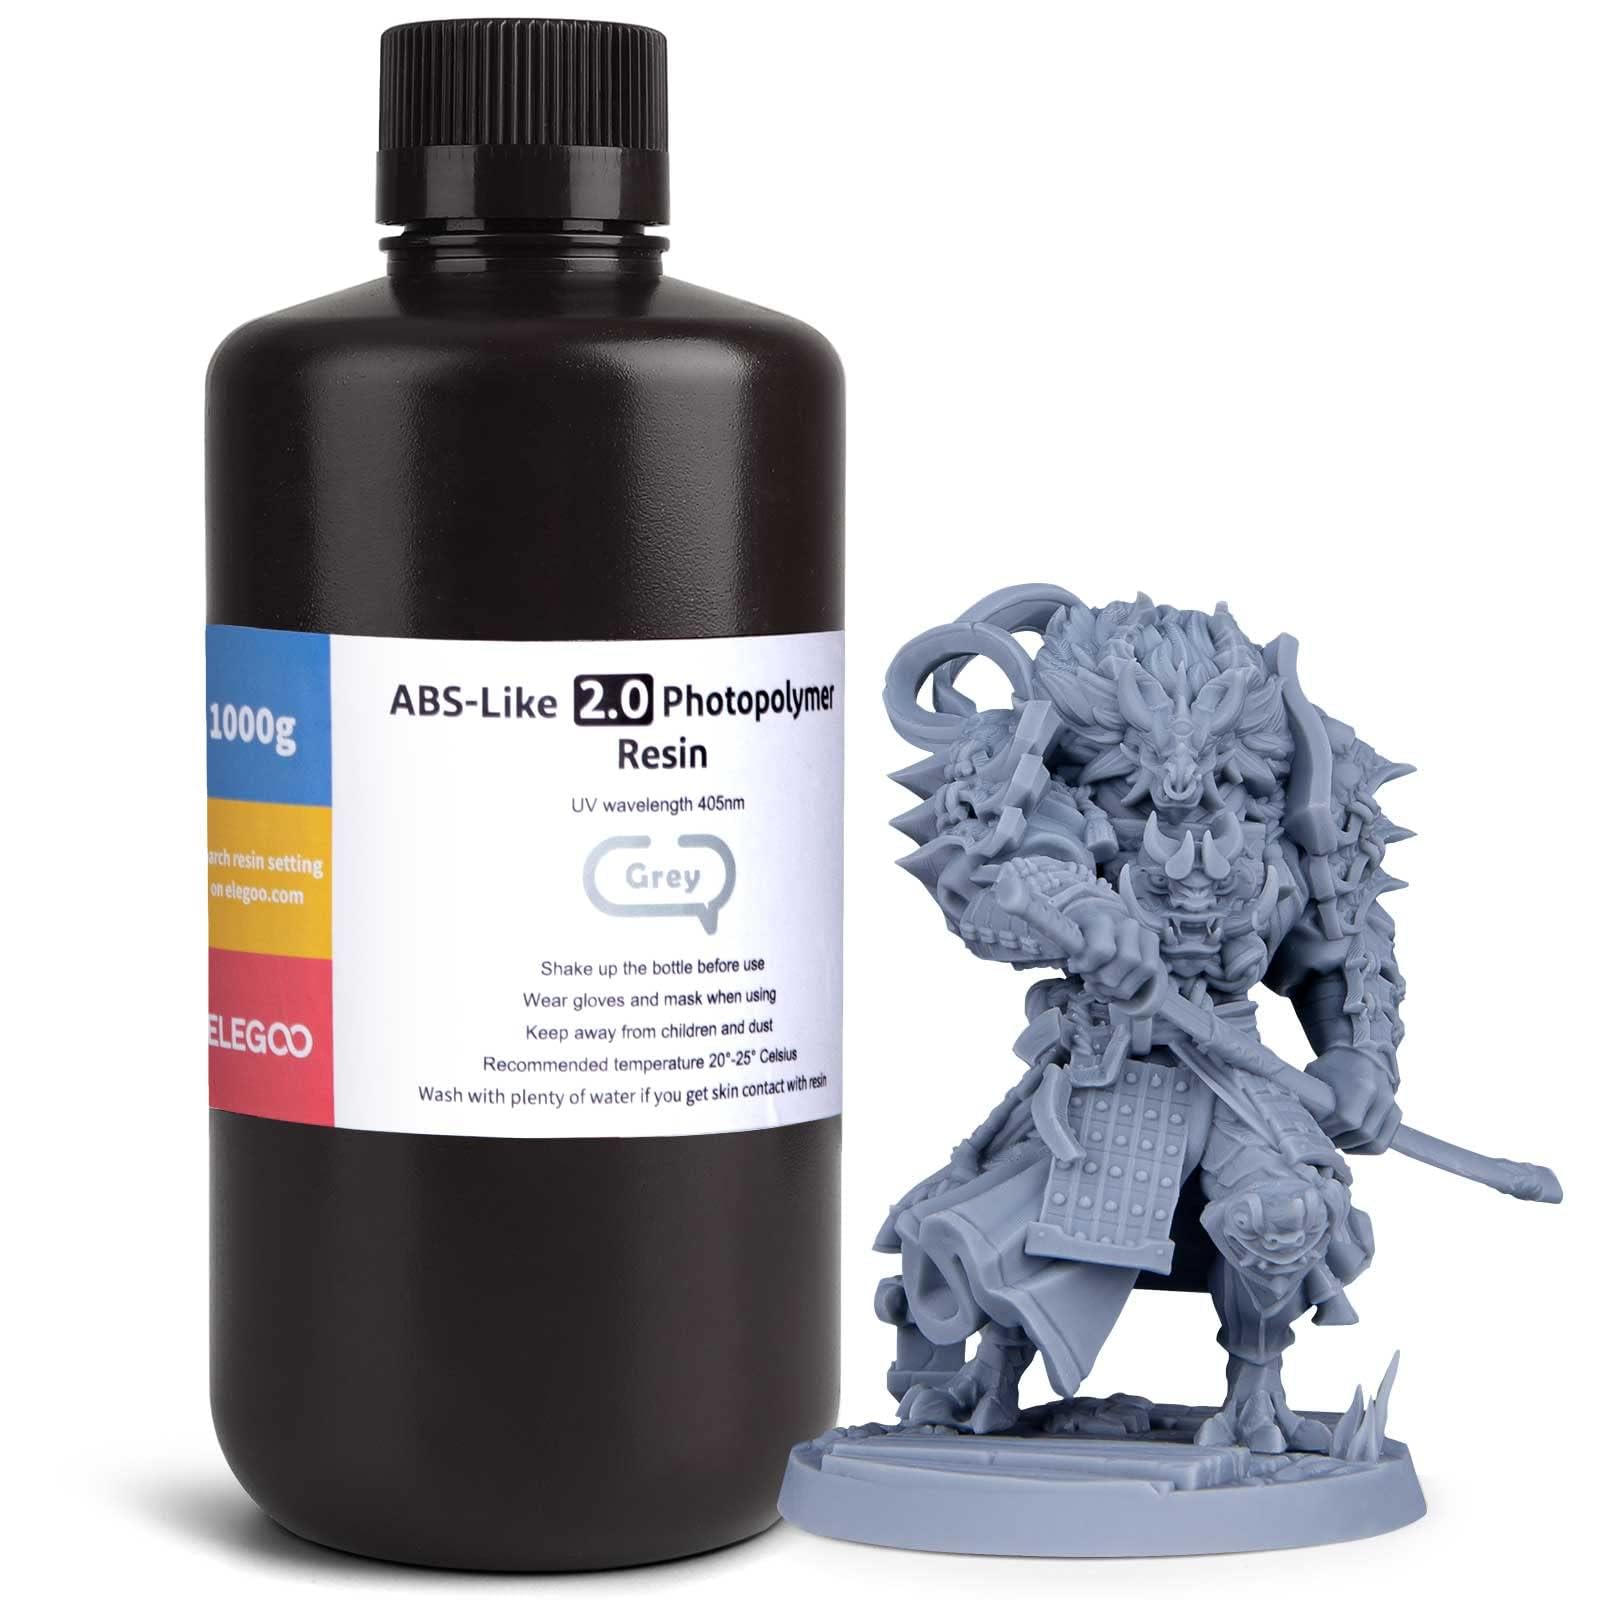 ABS-Like 2.0 Photopolymer
Resin
UV wavelength 405nm
Grey
Shake up the bottle before use
Wear gloves and mask when using
Keep away from children and dust
Recommended temperature 20°-25° Celsius
Wash with plenty of water if you get skin contact with resin
1000g
resin setting
on elegoo.com
ELEGOO